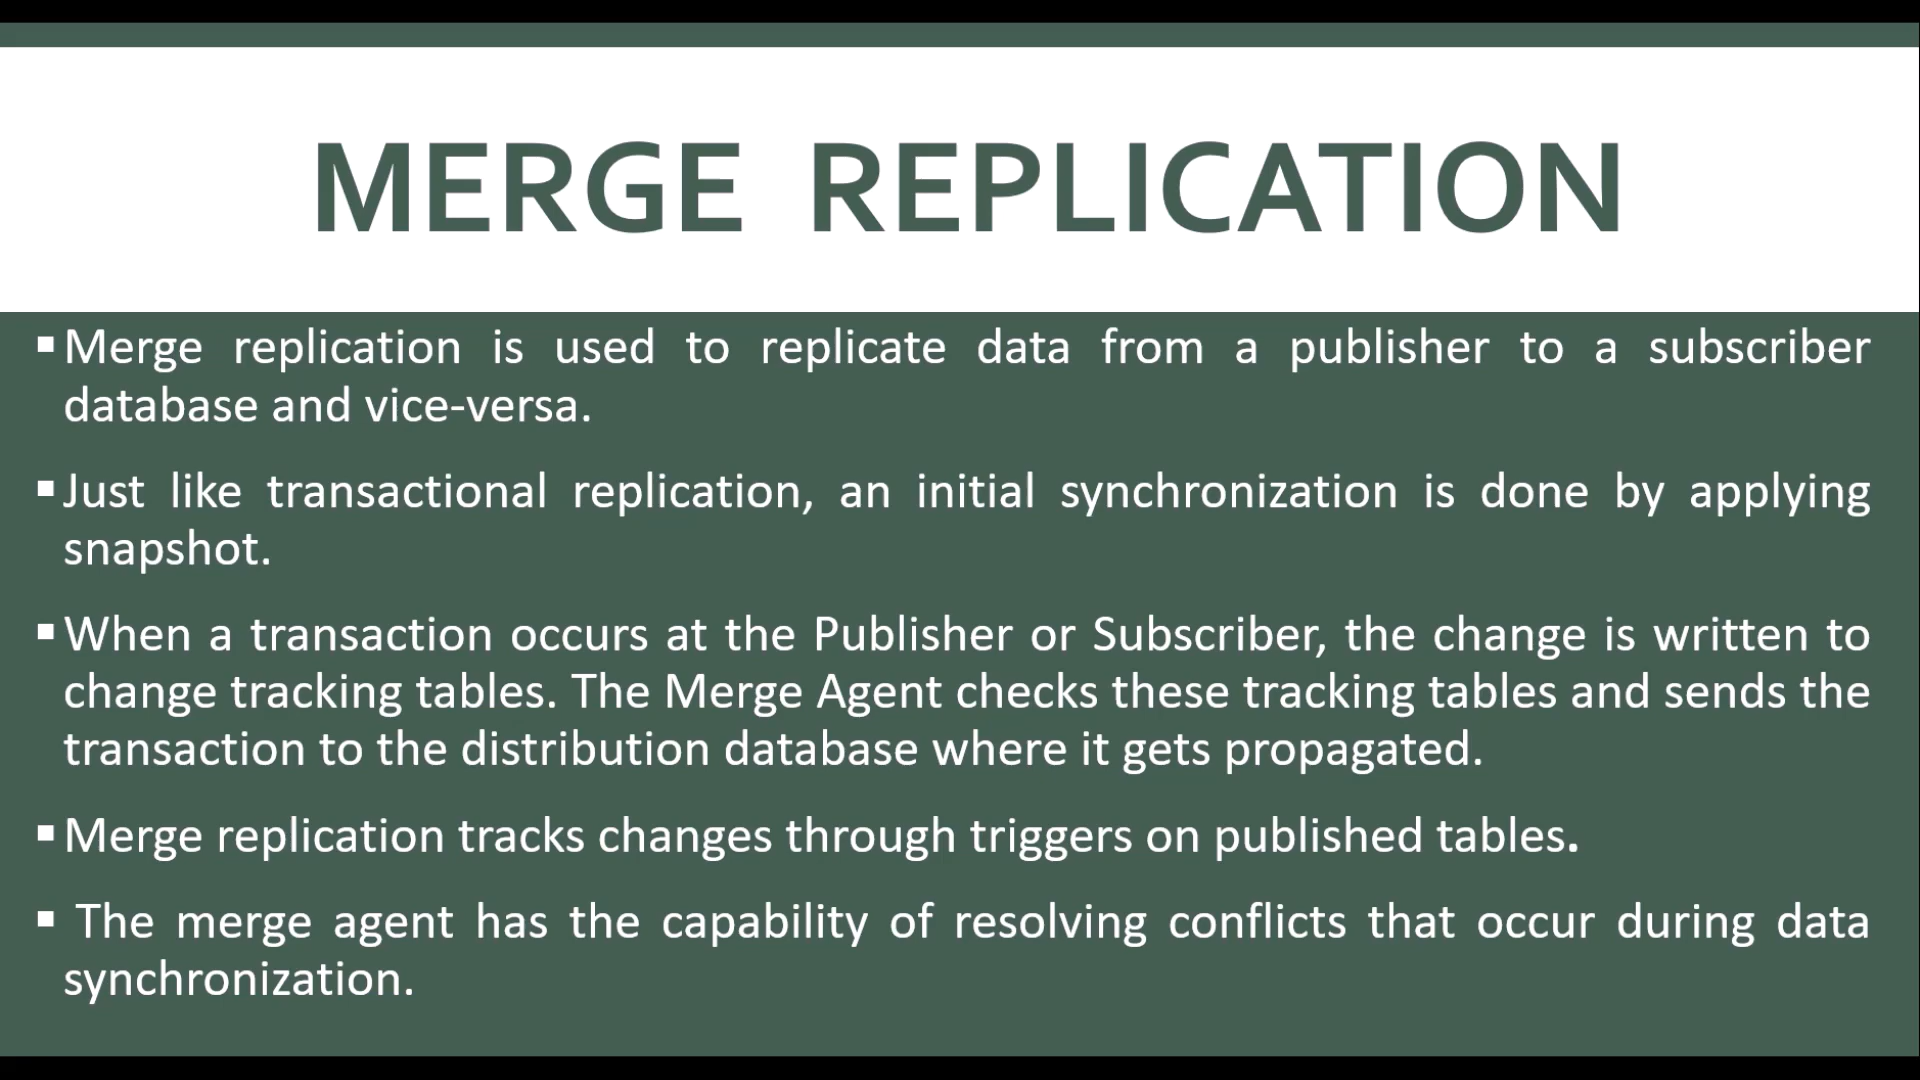 MERGE REPLICATION
▪Merge replication is used to replicate data from a publisher to a subscriber
database and vice-versa.
▪Just like transactional replication, an initial synchronization is done by applying
snapshot.
▪When a transaction occurs at the Publisher or Subscriber, the change is written to
change tracking tables. The Merge Agent checks these tracking tables and sends the
transaction to the distribution database where it gets propagated.
▪Merge replication tracks changes through triggers on published tables.
▪ The merge agent has the capability of resolving conflicts that occur during data
synchronization.